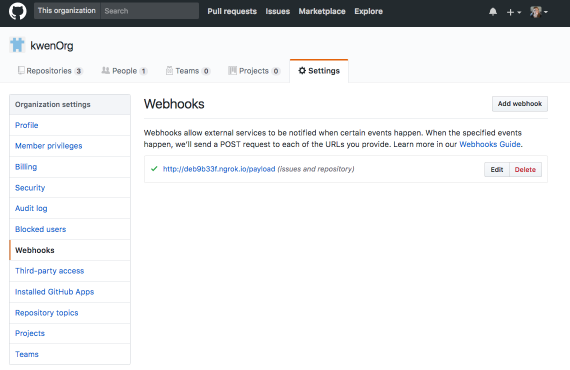 This organization Search Pull requests Issues Marketplace Explore
kwenOrg
Repositories 3 People 1 Teams 0 Projects 0 Settings
Organization settings
Profile
Member privileges
Billing
Security
Audit log
Blocked users
Webhooks
Third-party access
Installed GitHub Apps
Repository topics
Projects
Teams
Webhooks
Add webhook
Webhooks allow external services to be notified when certain events happen. When the specified events
happen, we'll send a POST request to each of the URLs you provide. Learn more in our Webhooks Guide.
http://deb9b33f.ngrok.io/payload (issues and repository) Edit Delete